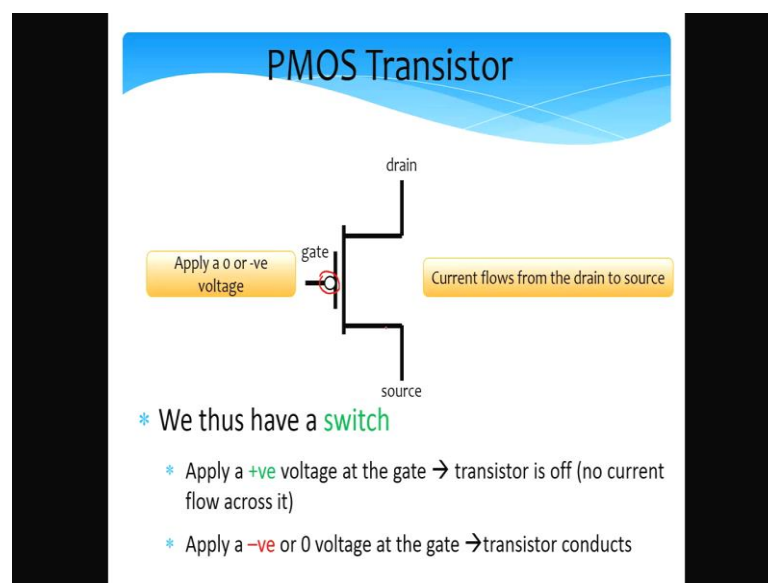 PMOS Transistor
drain
gate
Apply a 0 or -ve
voltage
Current flows from the drain to source
source
* We thus have a switch
* Apply a +ve voltage at the gate → transistor is off (no current
flow across it)
* Apply a –ve or 0 voltage at the gate →transistor conducts